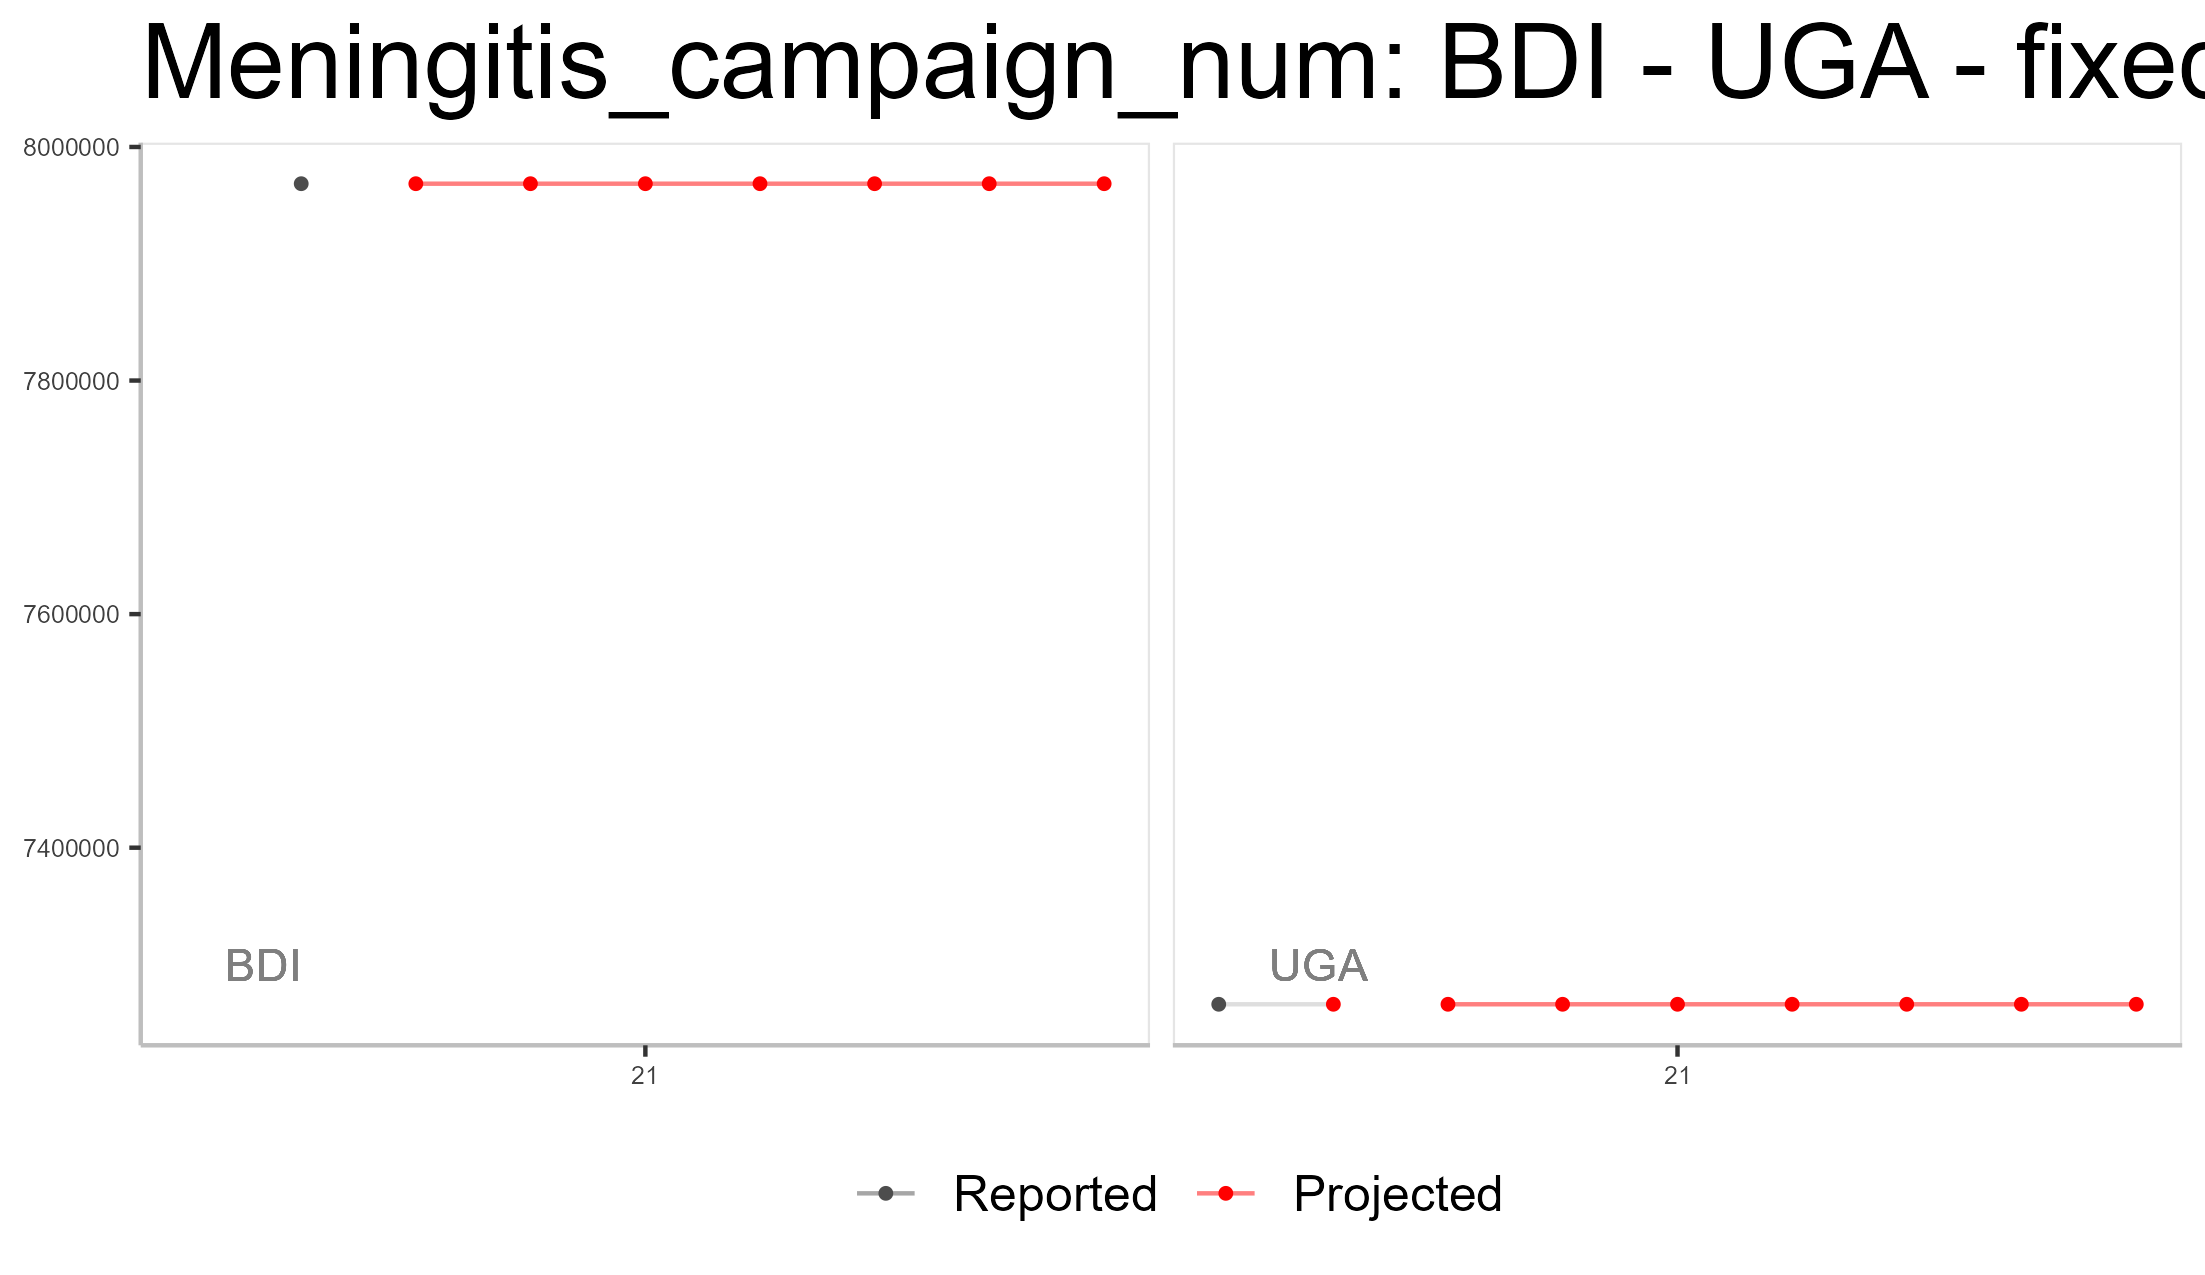 Meningitis_campaign_num: BDI - UGA - fixed
8000000
7800000
7600000
7400000
BDI
UGA
21
21
Reported
Projected